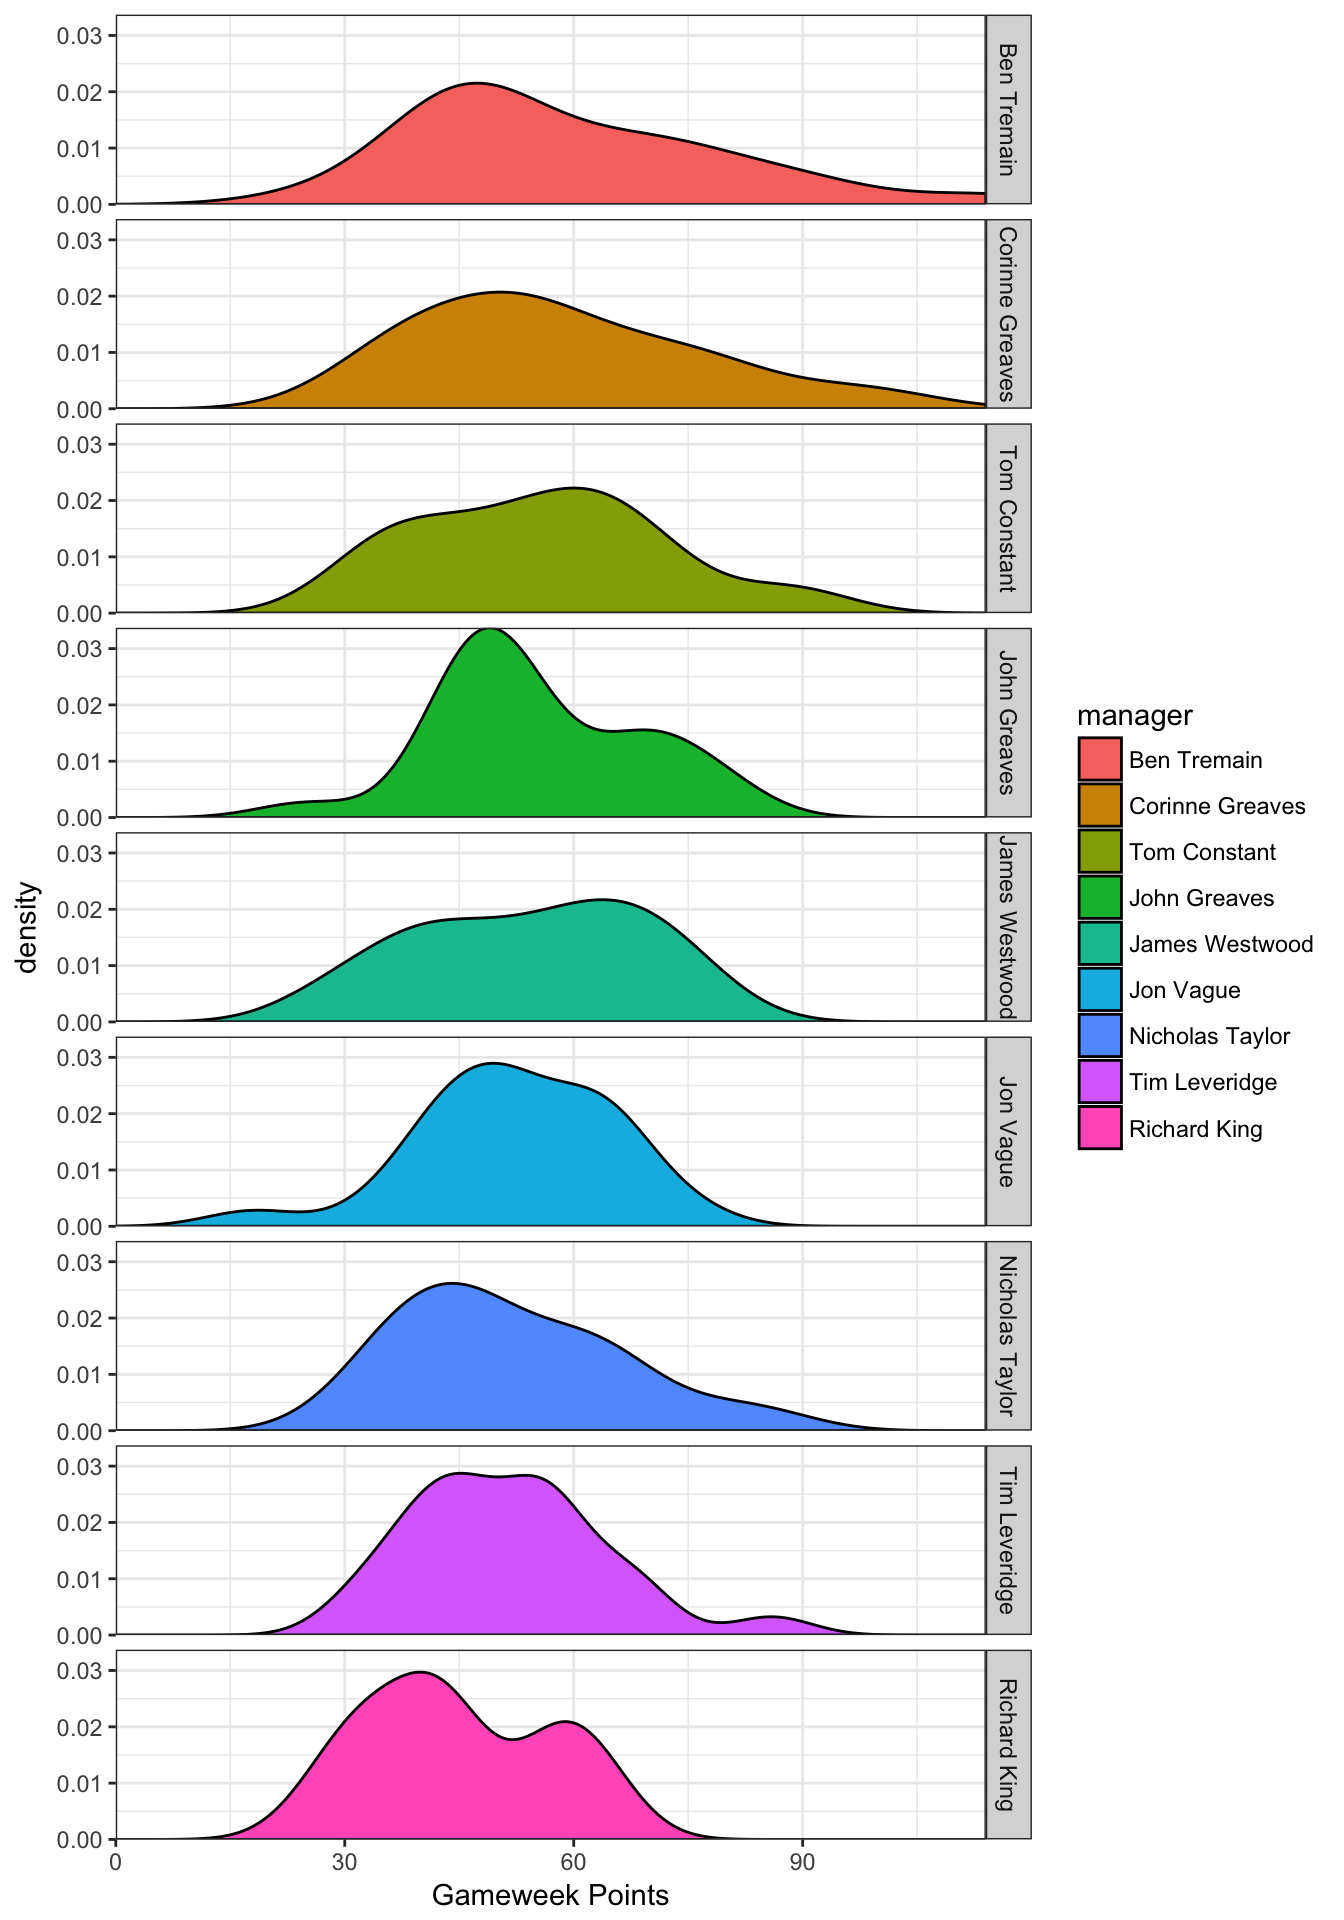 0.03
0.02
0.01
0.00
Ben Tremain
0.03
0.02
0.01
0.00
Corinne Greaves
0.03
0.02
0.01
0.00
Tom Constant
0.03
0.02
0.01
0.00
John Greaves
0.03
0.02
0.01
0.00
James Westwood
0.03
0.02
0.01
0.00
Jon Vague
0.03
0.02
0.01
0.00
Nicholas Taylor
0.03
0.02
0.01
0.00
Tim Leveridge
0.03
0.02
0.01
0.00
Richard King
0 30 60 90
Gameweek Points
density
manager
Ben Tremain
Corinne Greaves
Tom Constant
John Greaves
James Westwood
Jon Vague
Nicholas Taylor
Tim Leveridge
Richard King